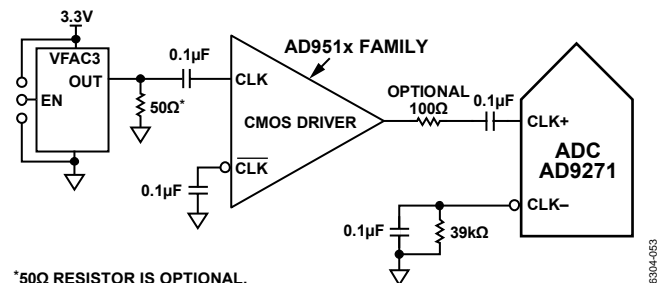 3.3V
VFAC3
OUT
EN
0.1µF
50Ω*
AD951x FAMILY
CLK
CMOS DRIVER
CLK
0.1µF
OPTIONAL
100Ω
0.1µF
CLK+
ADC
AD9271
CLK–
0.1µF
39kΩ
*50Ω RESISTOR IS OPTIONAL.
6304-053